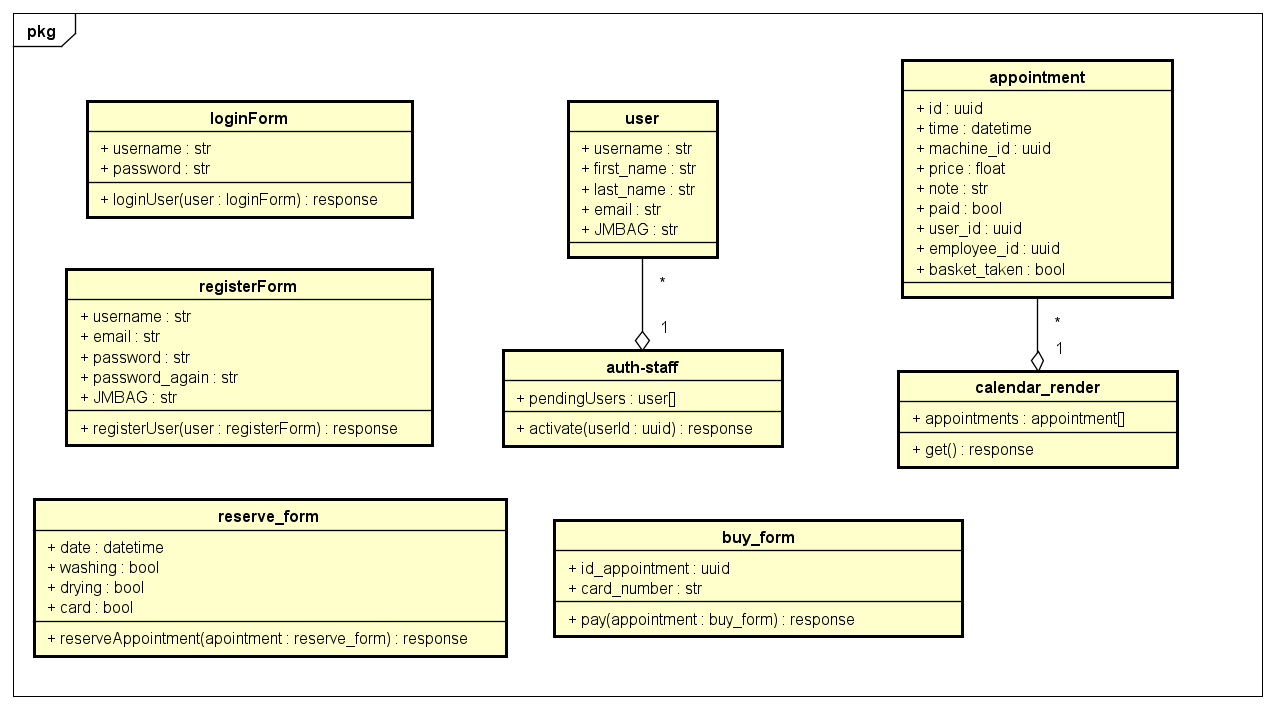 pkg
loginForm
+ username : str
+ password : str
+ loginUser(user : loginForm) : response
registerForm
+ username : str
+ email : str
+ password : str
+ password_again : str
+ JMBAG : str
+ registerUser(user : registerForm) : response
reserve_form
+ date : datetime
+ washing : bool
+ drying : bool
+ card : bool
+ reserveAppointment(apointment : reserve_form) : response
user
+ username : str
+ first_name : str
+ last_name : str
+ email : str
+ JMBAG : str
*
1
auth-staff
+ pendingUsers : user[]
+ activate(userId : uuid) : response
buy_form
+ id_appointment : uuid
+ card_number : str
+ pay(appointment : buy_form) : response
appointment
+ id : uuid
+ time : datetime
+ machine_id : uuid
+ price : float
+ note : str
+ paid : bool
+ user_id : uuid
+ employee_id : uuid
+ basket_taken : bool
*
1
calendar_render
+ appointments : appointment[]
+ get() : response